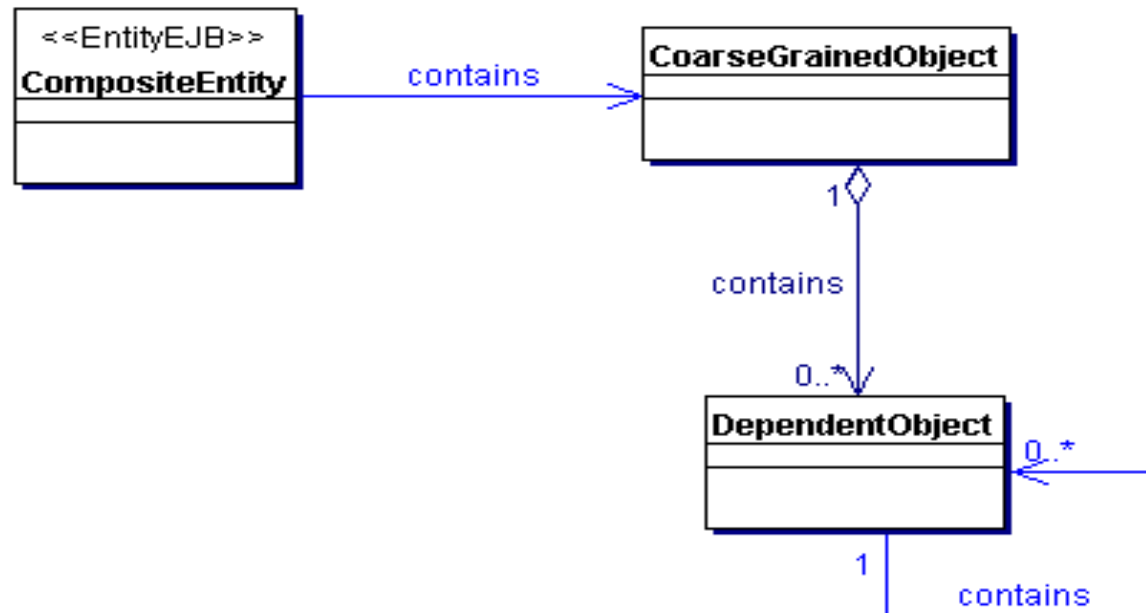 <<EntityEJB>>
CompositeEntity
contains
CoarseGrainedObject
1
contains
0..*
DependentObject
0..*
1
contains